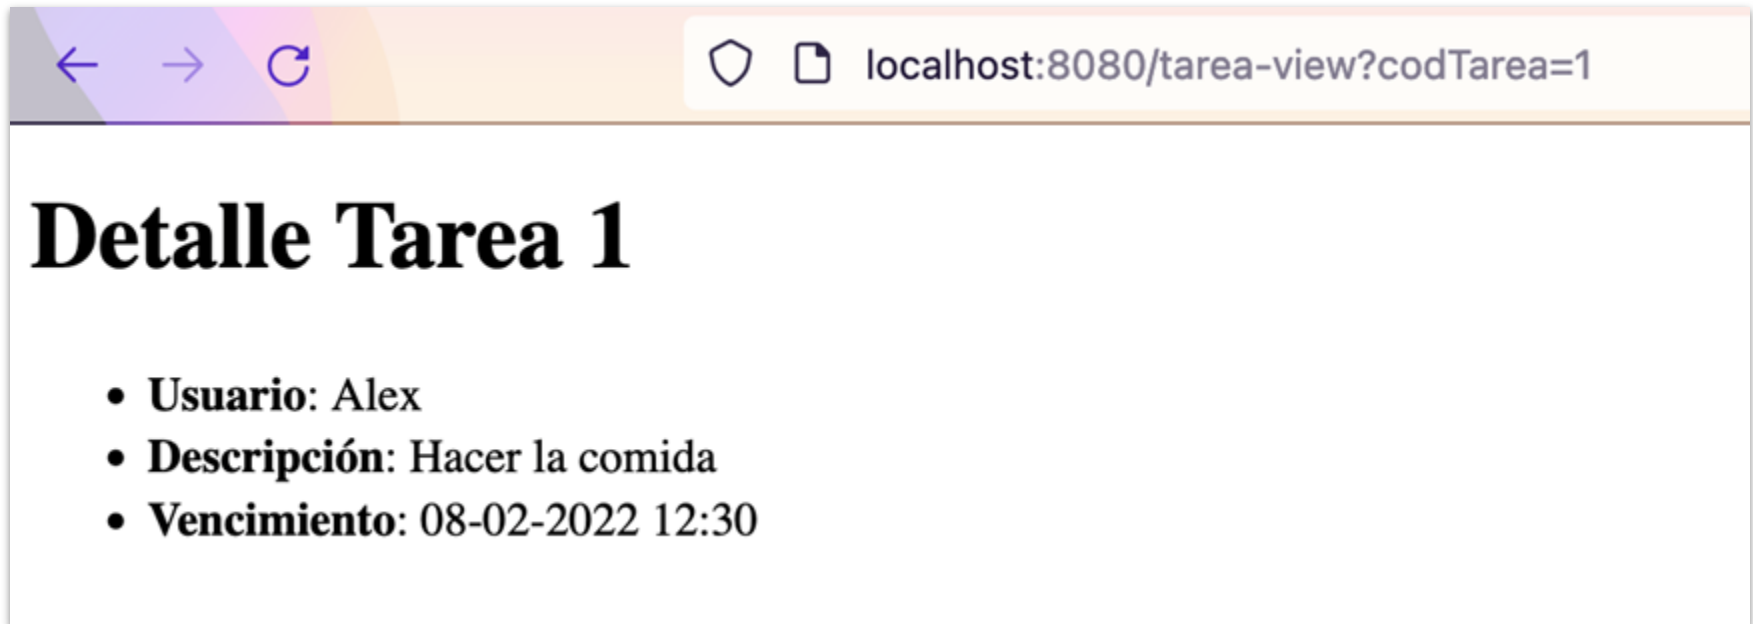 localhost:8080/tarea-view?codTarea=1
Detalle Tarea 1
• Usuario: Alex
• Descripción: Hacer la comida
• Vencimiento: 08-02-2022 12:30